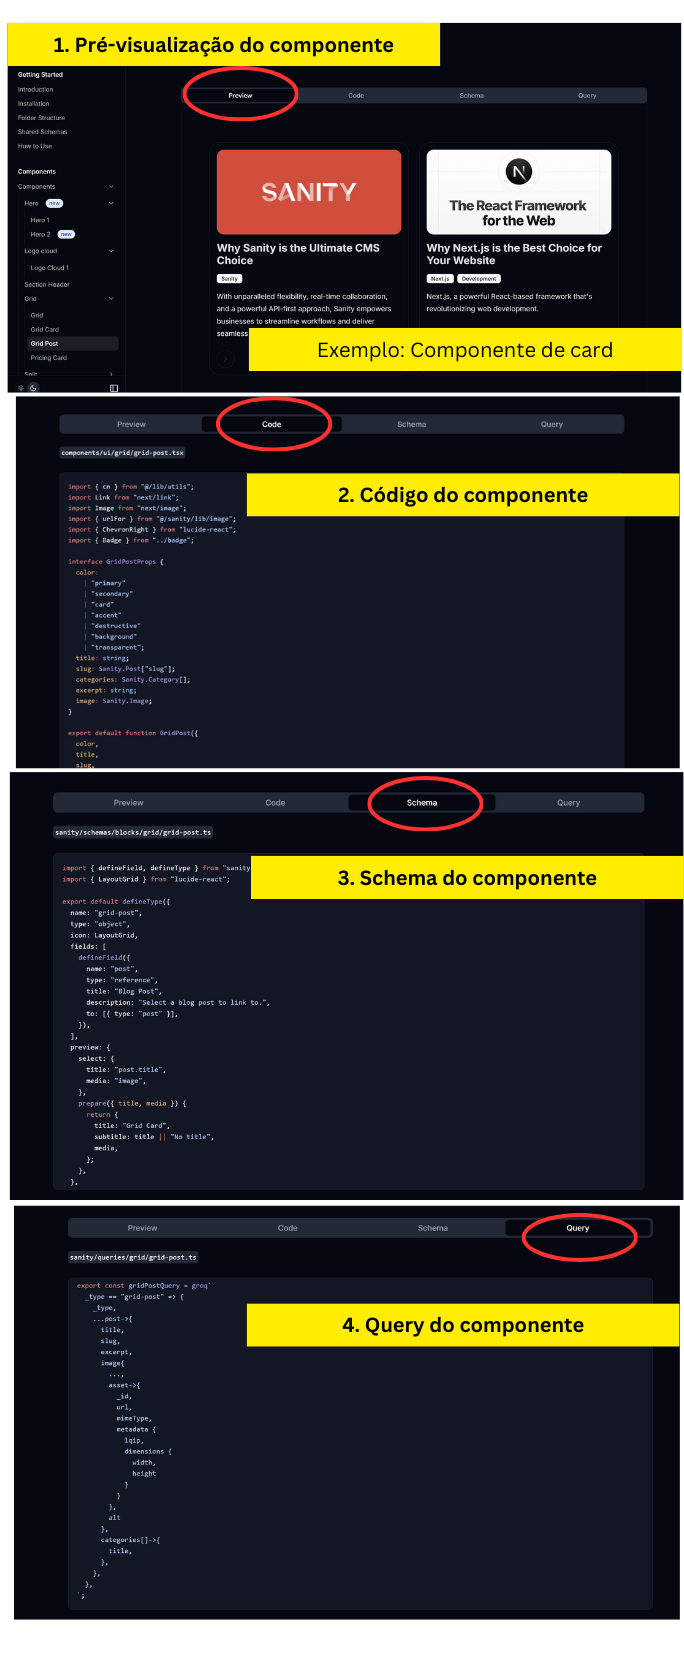 1. Pré-visualização do componente
Getting Started
Introduction
Installation
Folder Structure
Shared Schemas
How to Use
Components
Components
Hero new
Hero 1
Hero 2 new
Logo cloud
Logo Cloud 1
Section Header
Grid
Grid
Grid Card
Grid Post
Pricing Card
Split
Preview Code Schema Query
SANITY
Why Sanity is the Ultimate CMS
Choice
Sanity
With unparalleled flexibility, real-time collaboration,
and a powerful API-first approach, Sanity empowers
businesses to streamline workflows and deliver
seamless
N
The React Framework
for the Web
Why Next.js is the Best Choice for
Your Website
Next.js Development
Next.js, a powerful React-based framework that's
revolutionizing web development.
Exemplo: Componente de card
Preview Code Schema Query
components/ui/grid/grid-post.tsx
2. Código do componente
import { cn } from "@/lib/utils";
import Link from "next/link";
import Image from "next/image";
import { urlFor } from "@/sanity/lib/image";
import { ChevronRight } from "lucide-react";
import { Badge } from "../badge";
interface GridPostProps {
color:
| "primary"
| "secondary"
| "card"
| "accent"
| "destructive"
| "background"
| "transparent";
title: string;
slug: Sanity.Post["slug"];
categories: Sanity.Category[];
excerpt: string;
image: Sanity.Image;
}
export default function GridPost({
color,
title,
slug,
Preview Code Schema Query
sanity/schemas/blocks/grid/grid-post.ts
3. Schema do componente
import { defineField, defineType } from "sanity
import { LayoutGrid } from "lucide-react";
export default defineType({
name: "grid-post",
type: "object",
icon: LayoutGrid,
fields: [
defineField({
name: "post",
type: "reference",
title: "Blog Post",
description: "Select a blog post to link to.",
to: [{ type: "post" }],
}),
],
preview: {
select: {
title: "post.title",
media: "image",
},
prepare({ title, media }) {
return {
title: "Grid Card",
subtitle: title || "No title",
media,
};
},
},
Preview Code Schema Query
sanity/queries/grid/grid-post.ts
4. Query do componente
export const gridPostQuery = groq`
_type == "grid-post" => {
_type,
...post->{
title,
slug,
excerpt,
image{
...,
asset->{
_id,
url,
mimeType,
metadata {
lqip,
dimensions {
width,
height
}
}
},
alt
},
categories[]->{
title,
},
},
},
`;